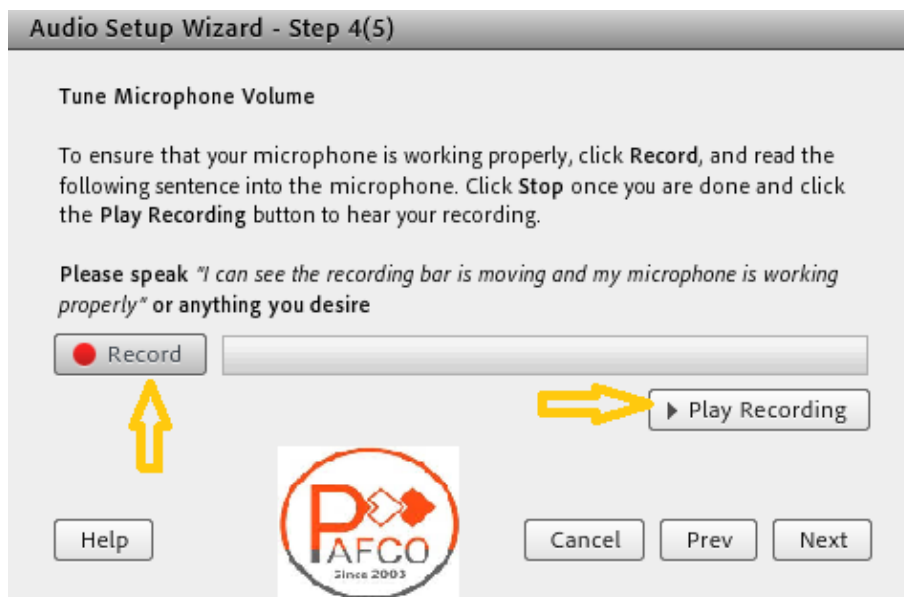 Audio Setup Wizard - Step 4(5)
Tune Microphone Volume
To ensure that your microphone is working properly, click Record, and read the
following sentence into the microphone. Click Stop once you are done and click
the Play Recording button to hear your recording.
Please speak "I can see the recording bar is moving and my microphone is working
properly" or anything you desire
Record
Play Recording
PAFCO
Since 2003
Help
Cancel
Prev
Next